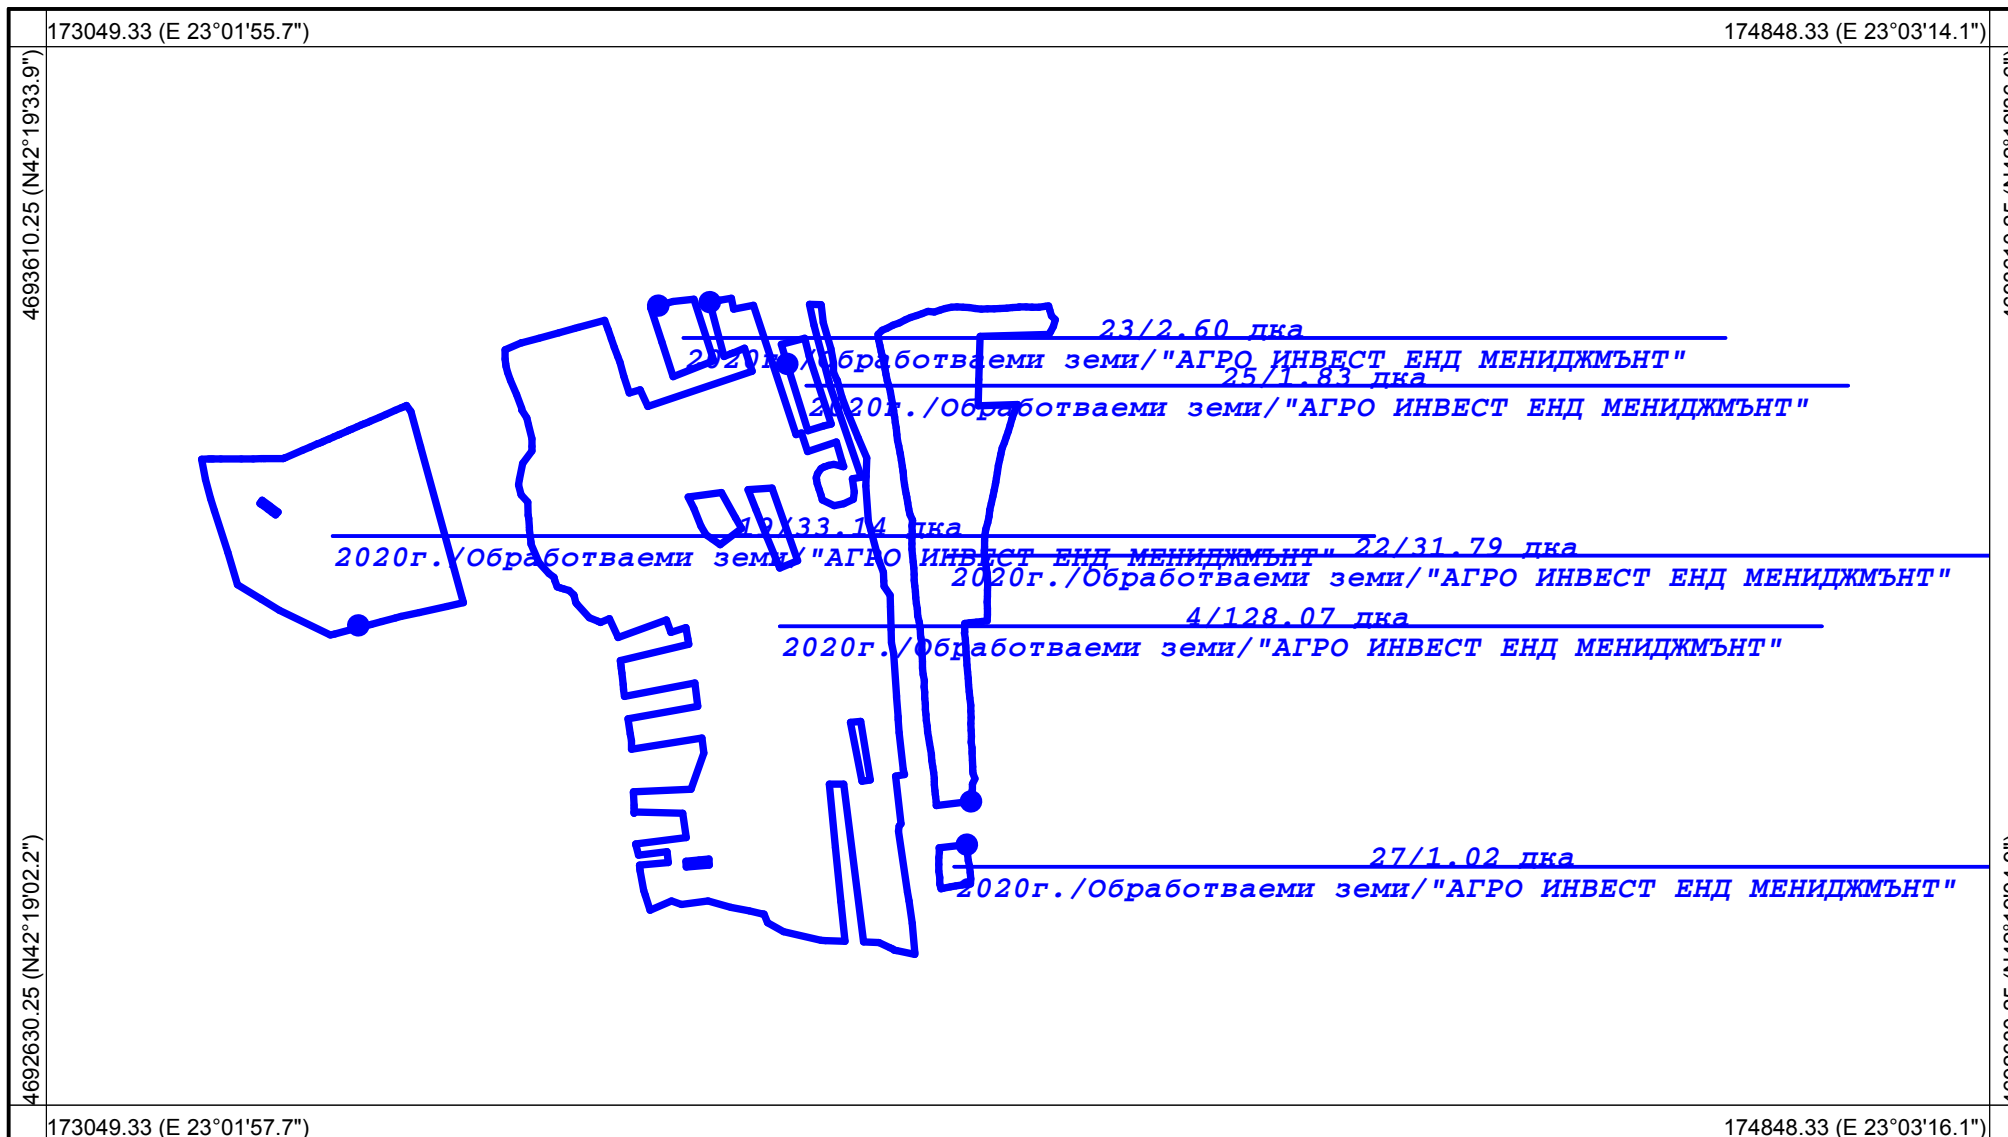 173049.33 (E 23°01'55.7")
174848.33 (E 23°03'14.1")
4693610.25 (N42°19'33.9")
23/2.60 дка
2020г./Обработваеми земи/"АГРО ИНВЕСТ ЕНД МЕНИДЖМЪНТ"
25/1.83 дка
2020г./Обработваеми земи/"АГРО ИНВЕСТ ЕНД МЕНИДЖМЪНТ"
19/33.14 дка
2020г./Обработваеми земи/"АГРО ИНВЕСТ ЕНД МЕНИДЖМЪНТ"
22/31.79 дка
2020г./Обработваеми земи/"АГРО ИНВЕСТ ЕНД МЕНИДЖМЪНТ"
4/128.07 дка
2020г./Обработваеми земи/"АГРО ИНВЕСТ ЕНД МЕНИДЖМЪНТ"
27/1.02 дка
2020г./Обработваеми земи/"АГРО ИНВЕСТ ЕНД МЕНИДЖМЪНТ"
4692630.25 (N42°19'02.2")
173049.33 (E 23°01'57.7")
174848.33 (E 23°03'16.1")